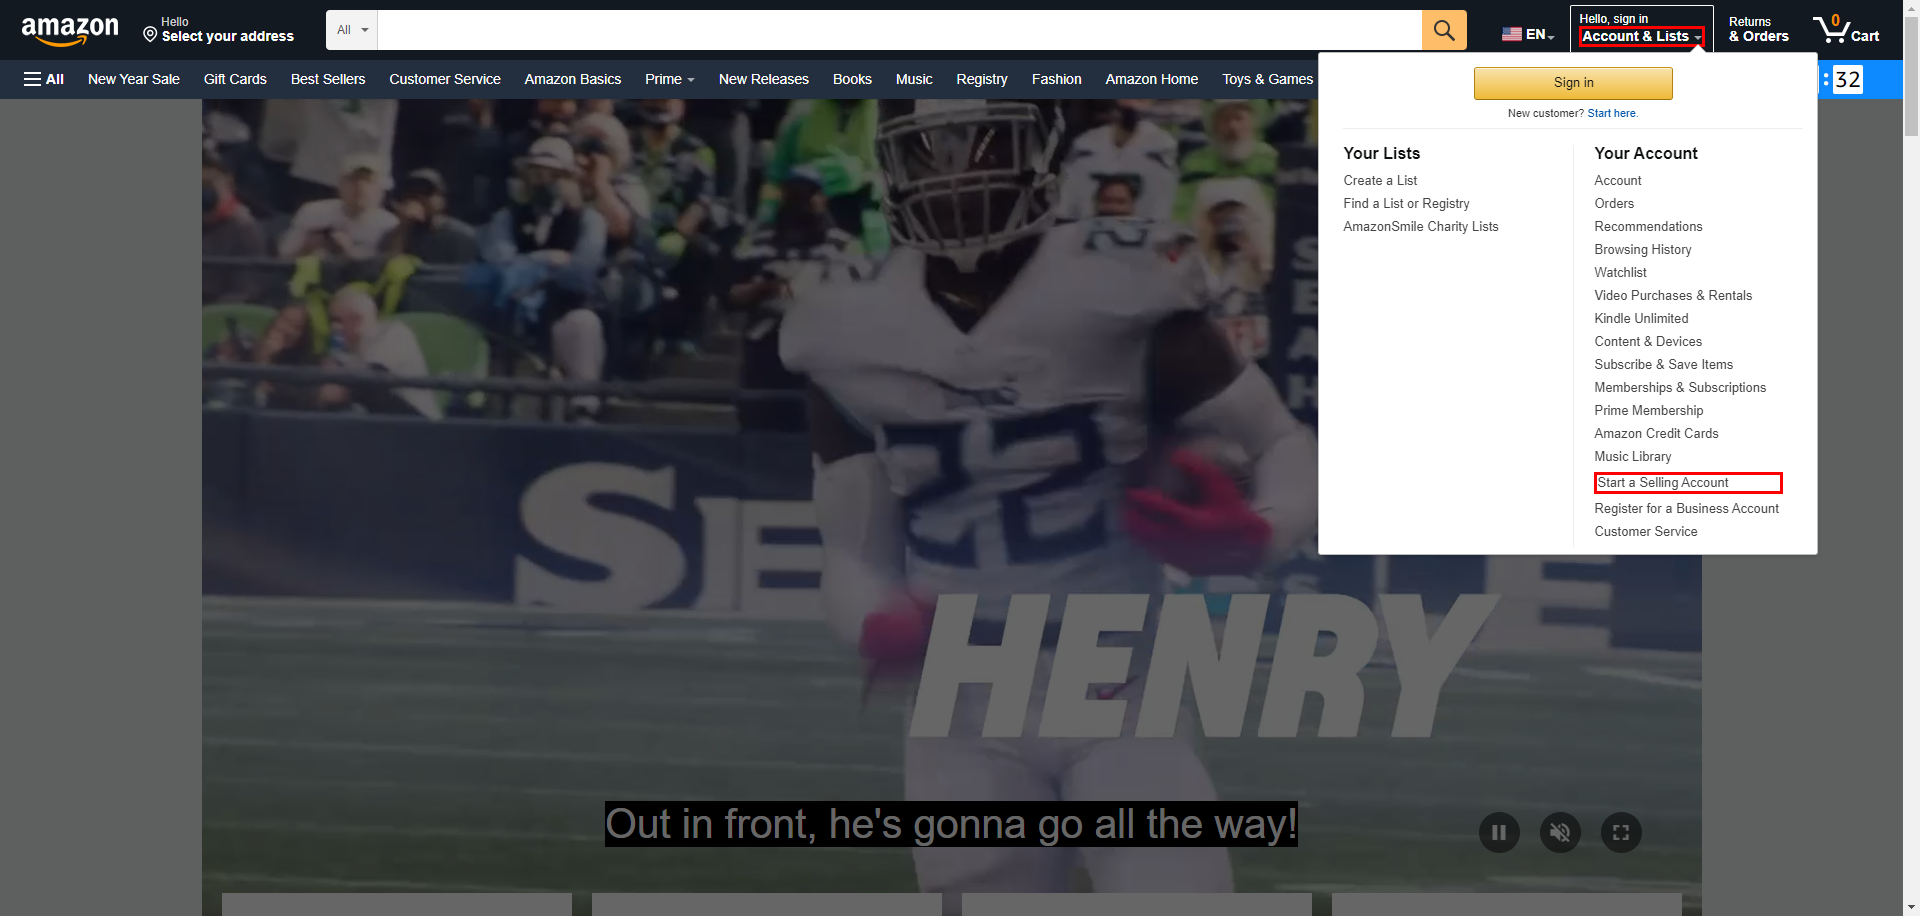 amazon
Hello
Select your address
All
EN
Hello, sign in
Account & Lists
Returns
& Orders
0
Cart
All
New Year Sale
Gift Cards
Best Sellers
Customer Service
Amazon Basics
Prime
New Releases
Books
Music
Registry
Fashion
Amazon Home
Toys & Games
: 32
Sign in
New customer? Start here.
Your Lists
Create a List
Find a List or Registry
AmazonSmile Charity Lists
Your Account
Account
Orders
Recommendations
Browsing History
Watchlist
Video Purchases & Rentals
Kindle Unlimited
Content & Devices
Subscribe & Save Items
Memberships & Subscriptions
Prime Membership
Amazon Credit Cards
Music Library
Start a Selling Account
Register for a Business Account
Customer Service
22
HENRY
Out in front, he's gonna go all the way!